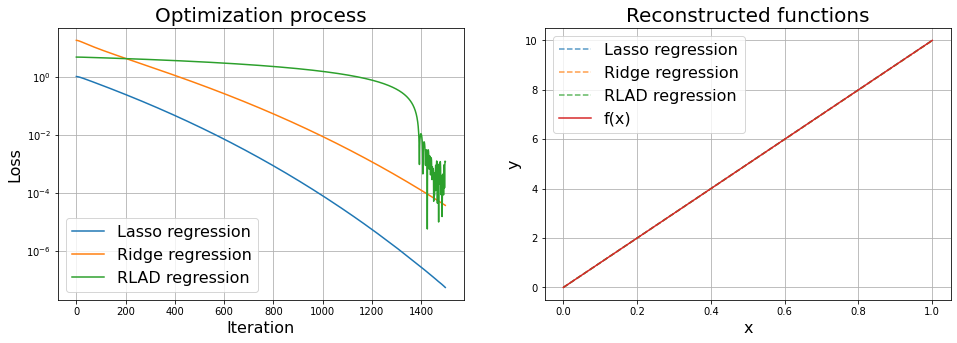 Optimization process
Loss
10⁰
10⁻²
10⁻⁴
10⁻⁶
Lasso regression
Ridge regression
RLAD regression
0 200 400 600 800 1000 1200 1400
Iteration
Reconstructed functions
y
10
8
6
4
2
0
Lasso regression
Ridge regression
RLAD regression
f(x)
0.0 0.2 0.4 0.6 0.8 1.0
x